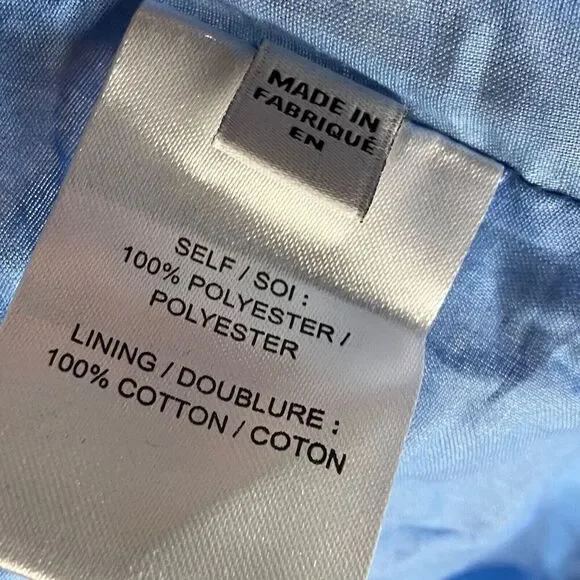 MADE IN
FABRIQUÉ
EN
SELF / SOI :
100% POLYESTER /
POLYESTER
LINING / DOUBLURE :
100% COTTON / COTON